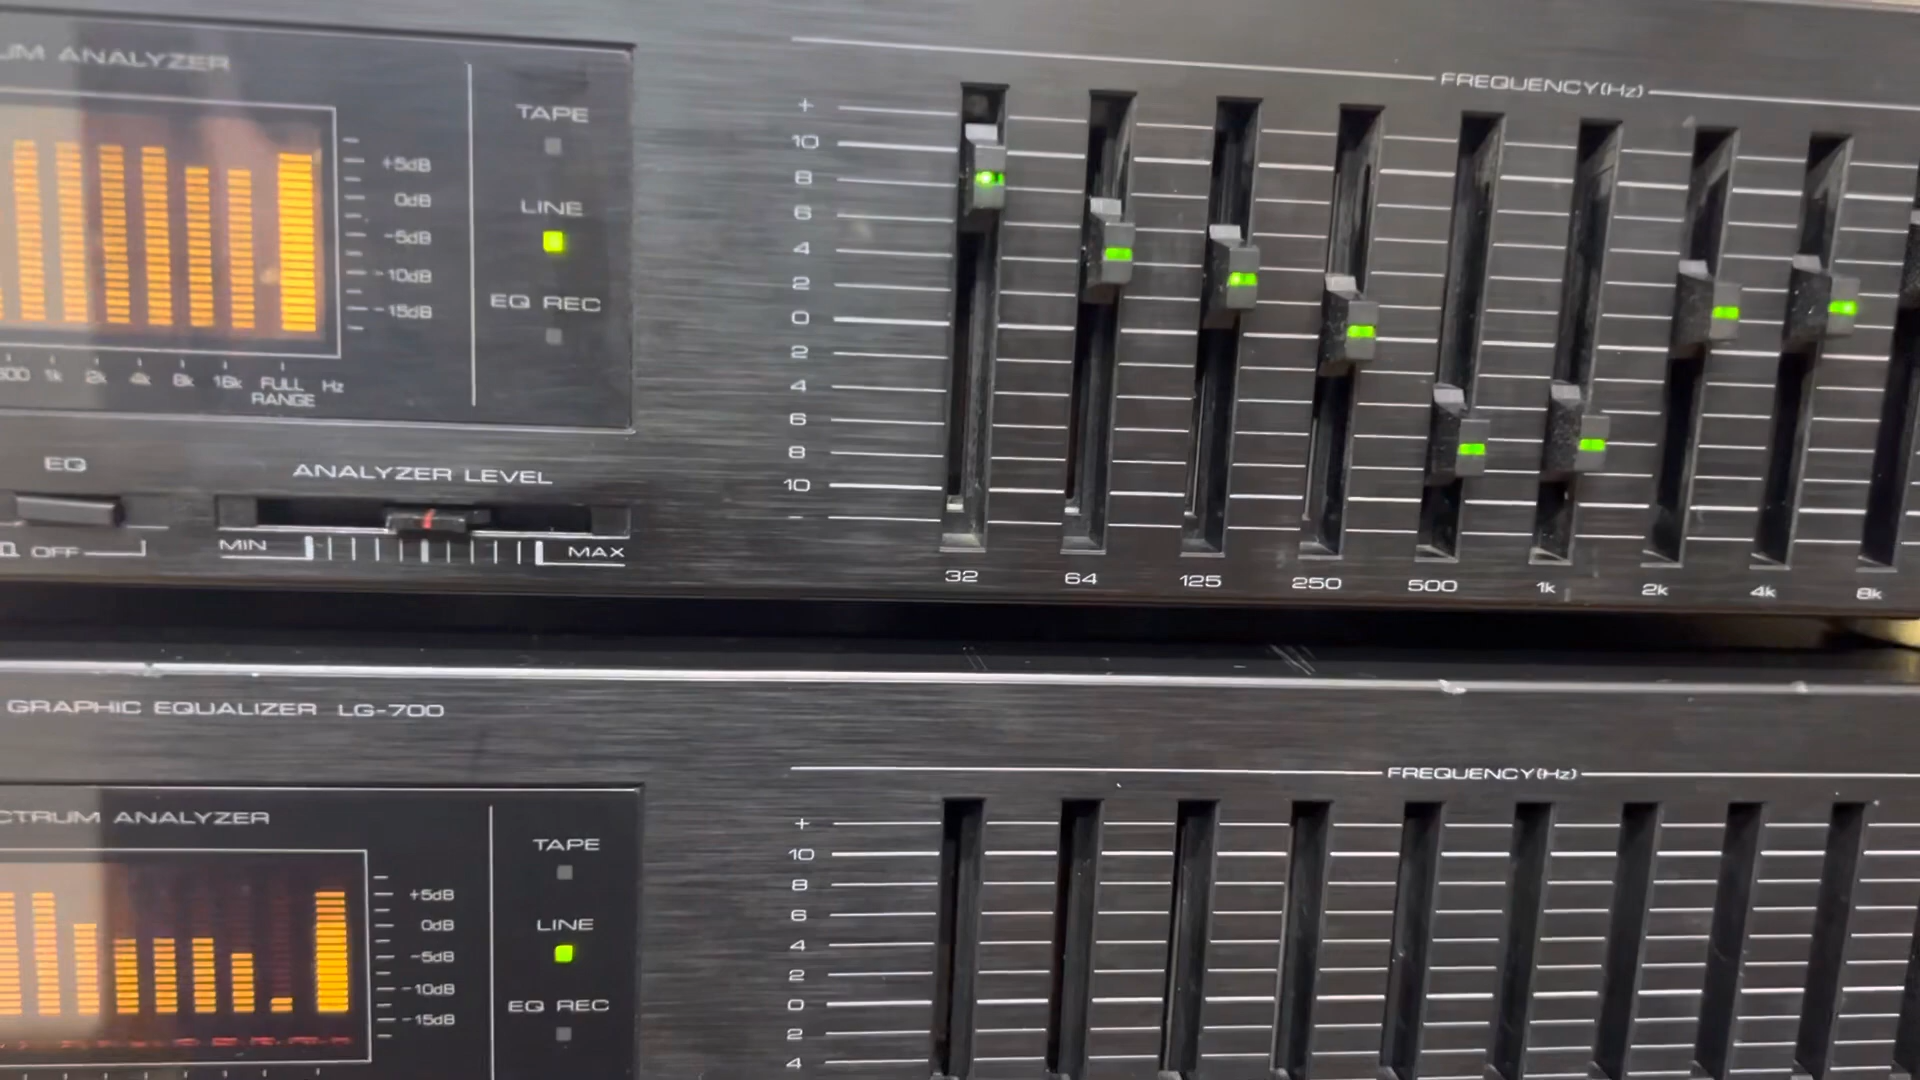 UM ANALYZER
+5dB
0dB
-5dB
-10dB
-15dB
1k 2k 4k 8k 16k FULL RANGE Hz
TAPE
LINE
EQ REC
EQ
OFF
ANALYZER LEVEL
MIN MAX
FREQUENCY(Hz)
+
10
8
6
4
2
0
2
4
6
8
10
-
32 64 125 250 500 1k 2k 4k 8k
GRAPHIC EQUALIZER LG-700
CTRUM ANALYZER
+5dB
0dB
-5dB
-10dB
-15dB
TAPE
LINE
EQ REC
FREQUENCY(Hz)
+
10
8
6
4
2
0
2
4